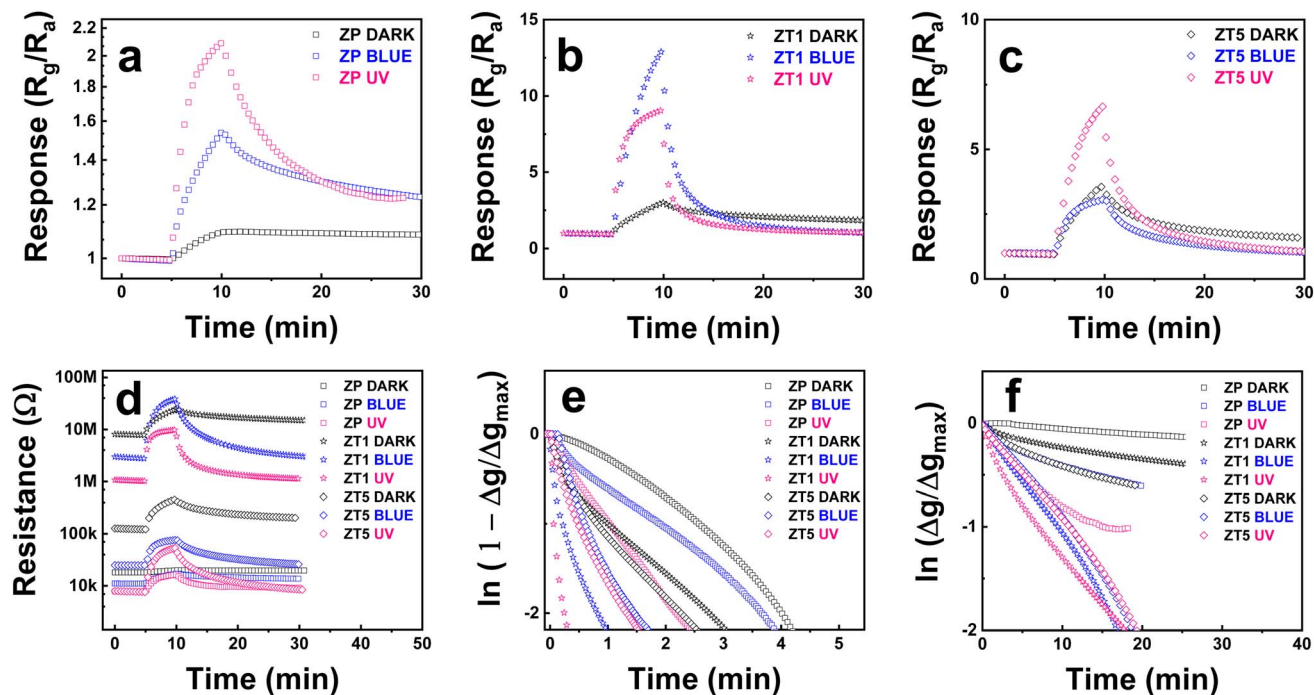 a
ZP DARK
ZP BLUE
ZP UV
Response (Rg/Ra)
2.2
2.0
1.8
1.6
1.4
1.2
1
0
10
20
30
Time (min)
b
ZT1 DARK
ZT1 BLUE
ZT1 UV
Response (Rg/Ra)
15
10
5
0
0
10
20
30
Time (min)
c
ZT5 DARK
ZT5 BLUE
ZT5 UV
Response (Rg/Ra)
10
5
0
0
10
20
30
Time (min)
d
ZP DARK
ZP BLUE
ZP UV
ZT1 DARK
ZT1 BLUE
ZT1 UV
ZT5 DARK
ZT5 BLUE
ZT5 UV
Resistance (Ω)
100M
10M
1M
100k
10k
0
10
20
30
40
50
Time (min)
e
ZP DARK
ZP BLUE
ZP UV
ZT1 DARK
ZT1 BLUE
ZT1 UV
ZT5 DARK
ZT5 BLUE
ZT5 UV
ln ( 1 − Δg/Δgmax)
0
-2
0
1
2
3
4
5
Time (min)
f
ZP DARK
ZP BLUE
ZP UV
ZT1 DARK
ZT1 BLUE
ZT1 UV
ZT5 DARK
ZT5 BLUE
ZT5 UV
ln (Δg/Δgmax)
0
-1
-2
0
10
20
30
40
Time (min)